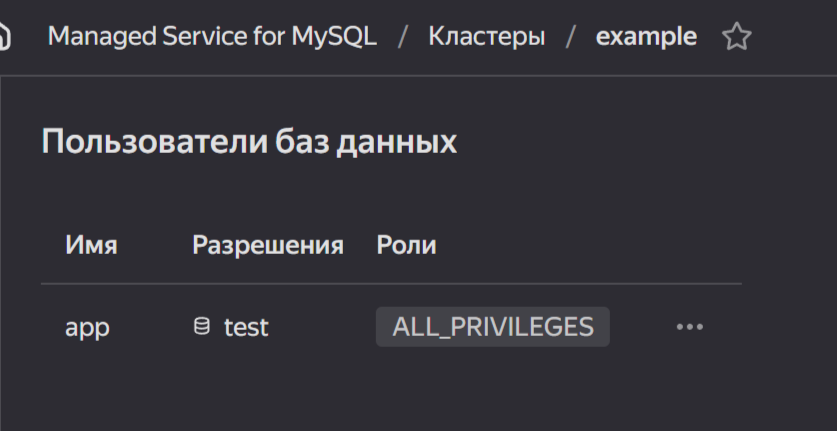 Managed Service for MySQL / Кластеры / example
Пользователи баз данных
Имя Разрешения Роли
app test ALL_PRIVILEGES